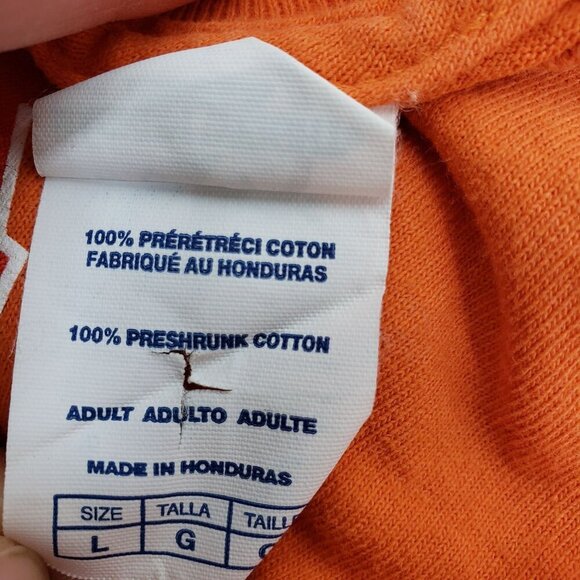 100% PRÉRÉTRÉCI COTON
FABRIQUÉ AU HONDURAS
100% PRESHRUNK COTTON
ADULT ADULTO ADULTE
MADE IN HONDURAS
SIZE TALLA
L G